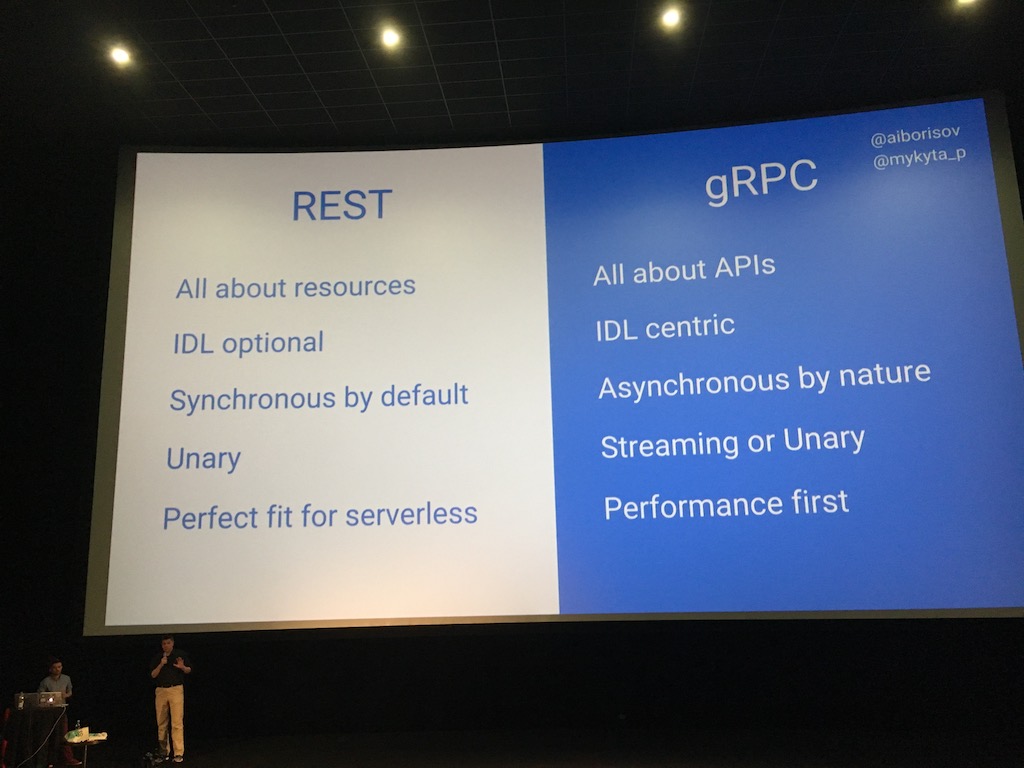 REST
All about resources
IDL optional
Synchronous by default
Unary
Perfect fit for serverless
@aiborisov
@mykyta_p
gRPC
All about APIs
IDL centric
Asynchronous by nature
Streaming or Unary
Performance first